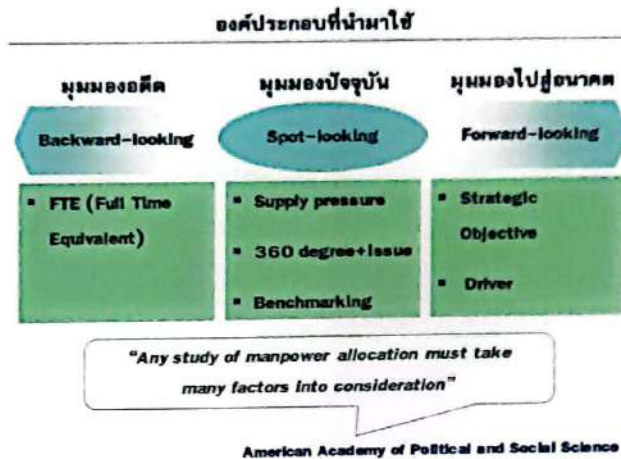 องค์ประกอบที่นำมาใช้
มุมมองอดีต
มุมมองปัจจุบัน
มุมมองไปสู่อนาคต
Backward-looking
Spot-looking
Forward-looking
▪ FTE (Full Time
Equivalent)
▪ Supply pressure
▪ 360 degree+issue
▪ Benchmarking
▪ Strategic
Objective
▪ Driver
"Any study of manpower allocation must take
many factors into consideration"
American Academy of Political and Social Science